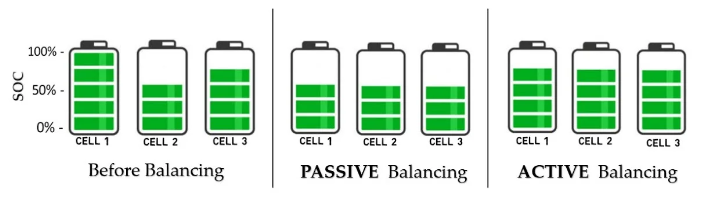 100% -
50% -
0% -
SOC
CELL 1
CELL 2
CELL 3
Before Balancing
CELL 1
CELL 2
CELL 3
PASSIVE Balancing
CELL 1
CELL 2
CELL 3
ACTIVE Balancing